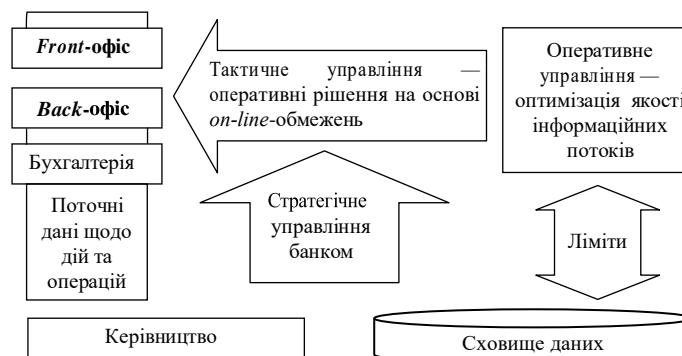 Front-офіс
Back-офіс
Бухгалтерія
Поточні
дані щодо
дій та
операцій
Тактичне управління —
оперативні рішення на основі
on-line-обмежень
Стратегічне
управління
банком
Оперативне
управління —
оптимізація якості
інформаційних
потоків
Ліміти
Керівництво
Сховище даних